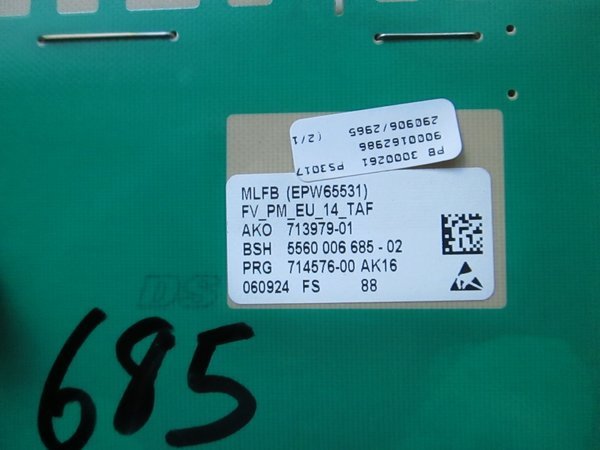 PB 3000261 PS3017
9000162986
290906/2965 (2/1
MLFB (EPW65531)
FV_PM_EU_14_TAF
AKO 713979-01
BSH 5560 006 685 - 02
PRG 714576-00 AK16
060924 FS 88
DS
685